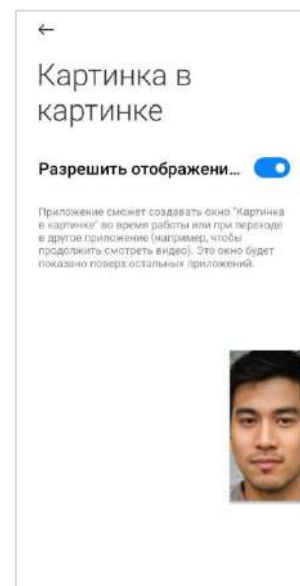 Картинка в
картинке
Разрешить отображени...
Приложение сможет создавать окно "Картинка
в картинке" во время работы или при переходе
в другое приложение (например, чтобы
продолжить смотреть видео). Это окно будет
показано поверх остальных приложений.